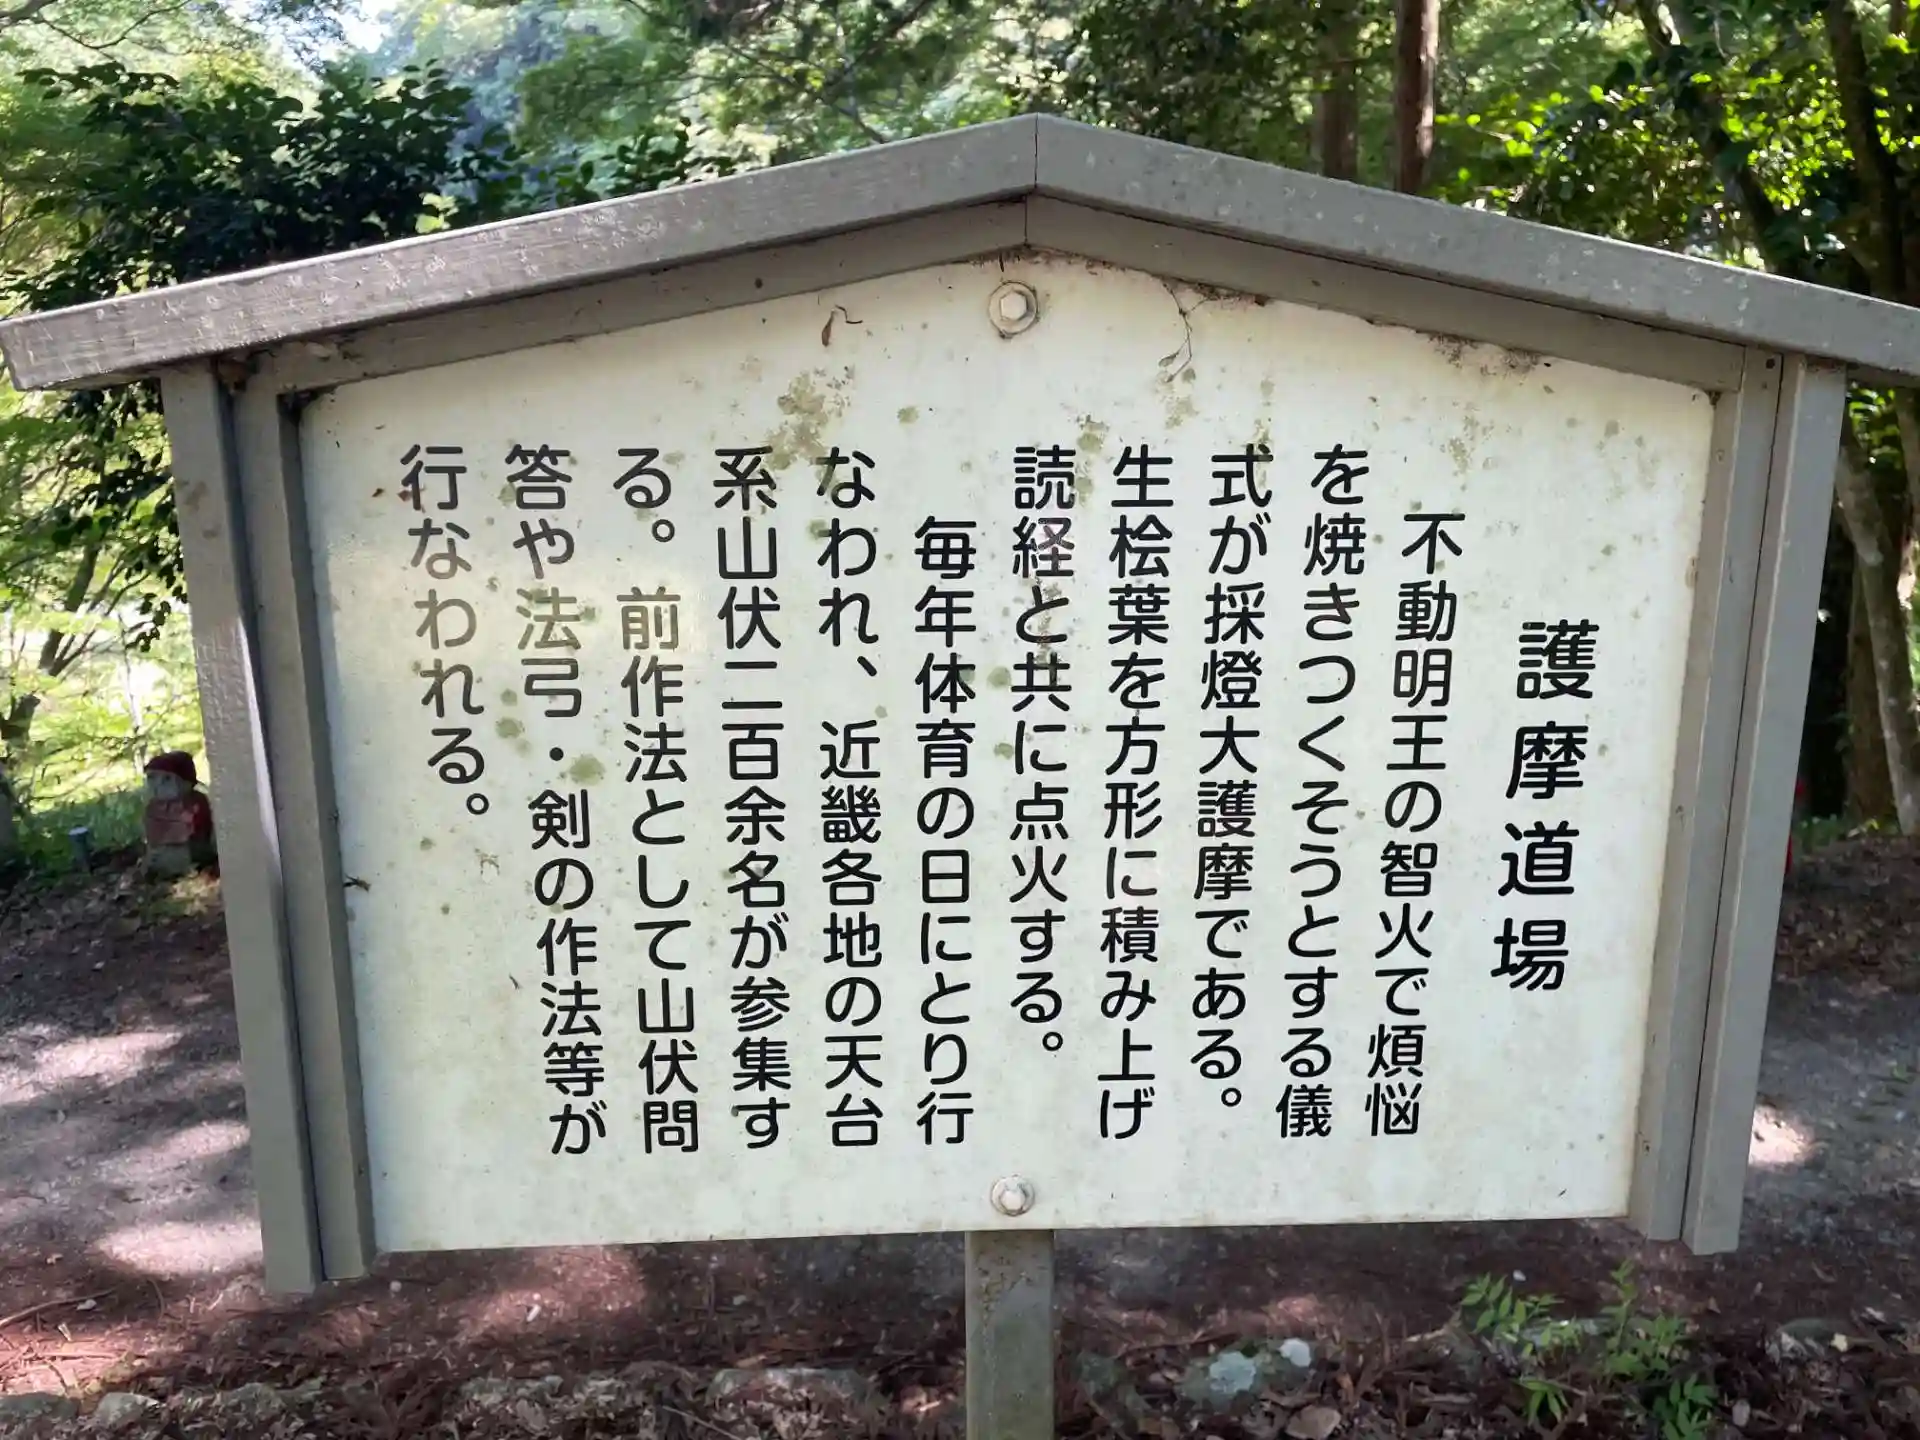 護摩道場
不動明王の智火で煩悩
を焼きつくそうとする儀
式が採燈大護摩である。
生桧葉を方形に積み上げ
読経と共に点火する。
毎年体育の日にとり行
なわれ、近畿各地の天台
系山伏二百余名が参集す
る。前作法として山伏問
答や法弓・剣の作法等が
行なわれる。